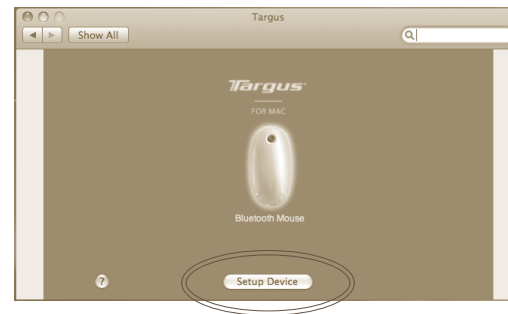 Targus
Show All
Targus
FOR MAC
Bluetooth Mouse
?
Setup Device